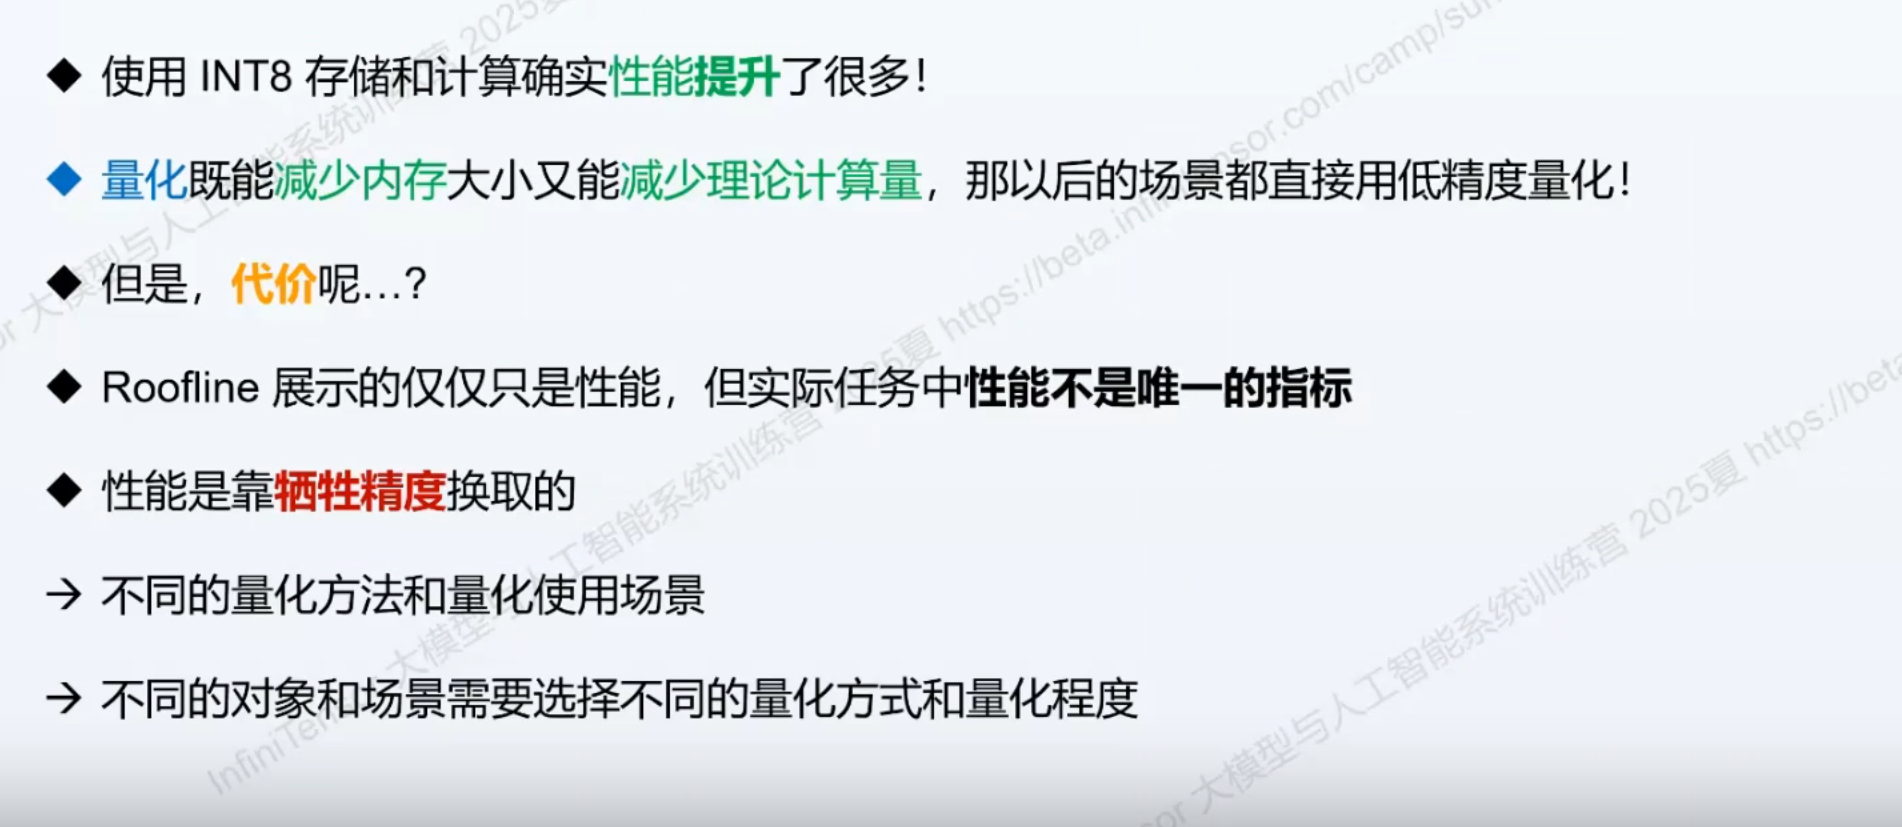 ◆ 使用 INT8 存储和计算确实性能提升了很多！
◆ 量化既能减少内存大小又能减少理论计算量，那以后的场景都直接用低精度量化！
◆ 但是，代价呢…？
◆ Roofline 展示的仅仅只是性能，但实际任务中性能不是唯一的指标
◆ 性能是靠牺牲精度换取的
→ 不同的量化方法和量化使用场景
→ 不同的对象和场景需要选择不同的量化方式和量化程度
InfiniTensor 大模型与人工智能系统训练营 2025夏 https://beta.infinitensor.com/camp/sum
or 大模型与人工智能系统训练营 2025夏
sor 大模型与人工智能系统训练营 2025夏 https://beta